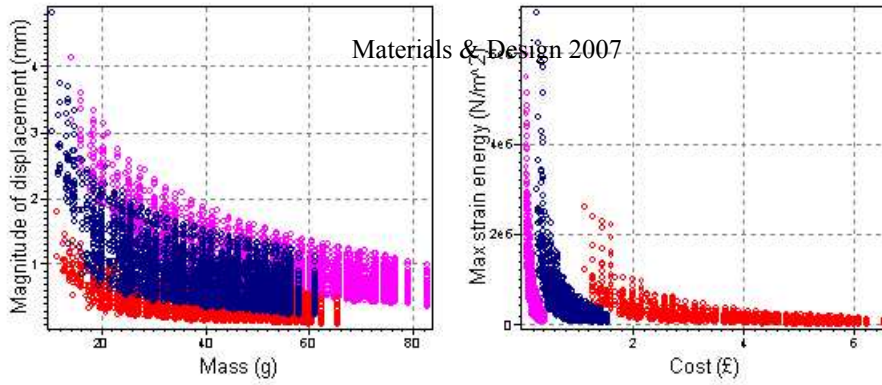 Materials & Design 2007
Magnitude of displacement (mm)
4
3
2
1
20
40
60
80
Mass (g)
Max strain energy (N/m^2)
4e6
2e6
0
2
4
6
Cost (£)